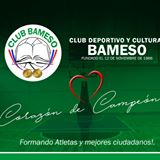 CLUB BAMESO
CLUB DEPORTIVO Y CULTURAL
BAMESO
FUNDADO EL 12 DE NOVIEMBRE DE 1966
Corazón de Campeón
Formando Atletas y mejores ciudadanos!.